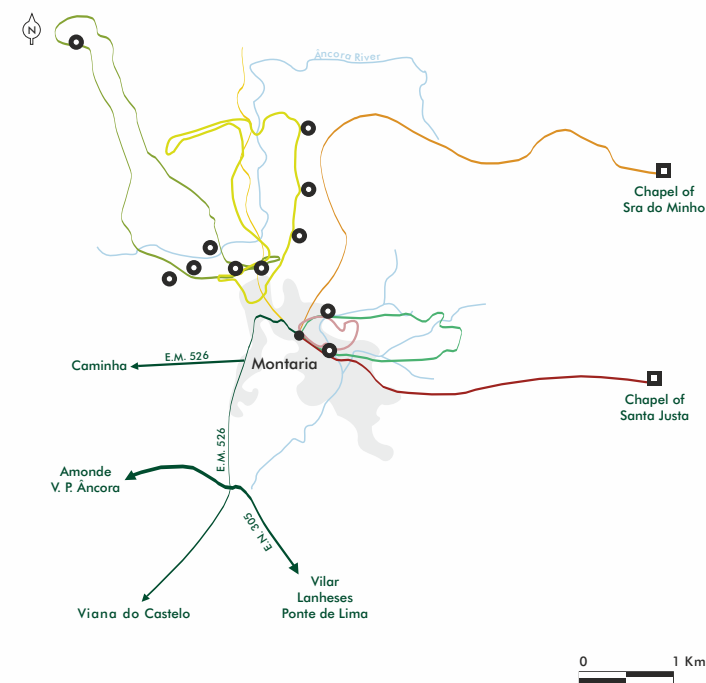 N
Âncora River
Chapel of
Sra do Minho
E.M. 526
Caminha
Montaria
Chapel of
Santa Justa
E.M. 526
Amonde
V. P. Âncora
E.N. 305
Vilar
Lanheses
Ponte de Lima
Viana do Castelo
0 1 Km